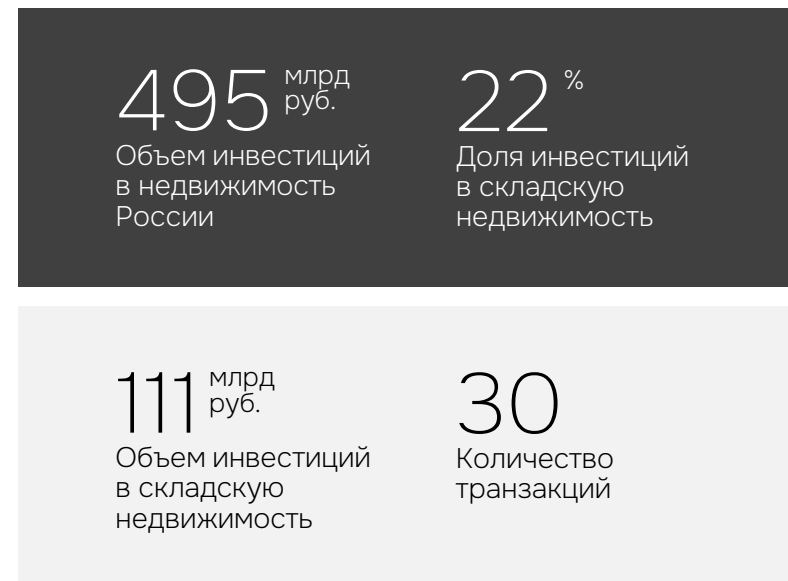 495 млрд руб.
Объем инвестиций
в недвижимость
России
22 %
Доля инвестиций
в складскую
недвижимость
111 млрд руб.
Объем инвестиций
в складскую
недвижимость
30
Количество
транзакций